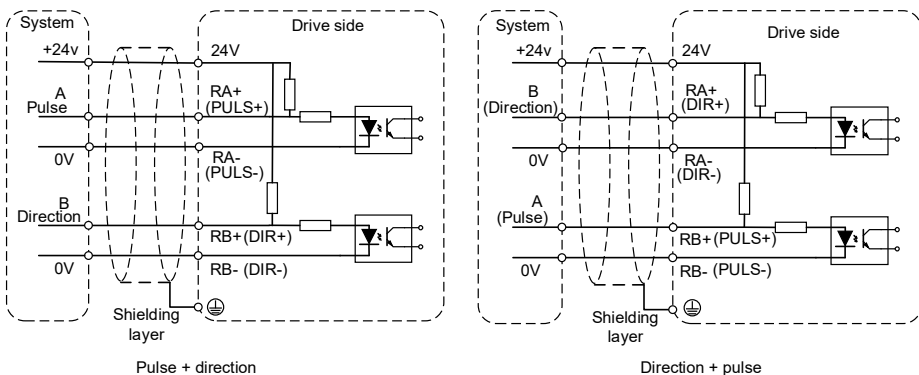 System
Drive side
+24v
24V
A
Pulse
RA+
(PULS+)
0V
RA-
(PULS-)
B
Direction
RB+(DIR+)
0V
RB- (DIR-)
Shielding
layer
Pulse + direction
System
Drive side
+24v
24V
B
(Direction)
RA+
(DIR+)
0V
RA-
(DIR-)
A
(Pulse)
RB+ (PULS+)
0V
RB- (PULS-)
Shielding
layer
Direction + pulse